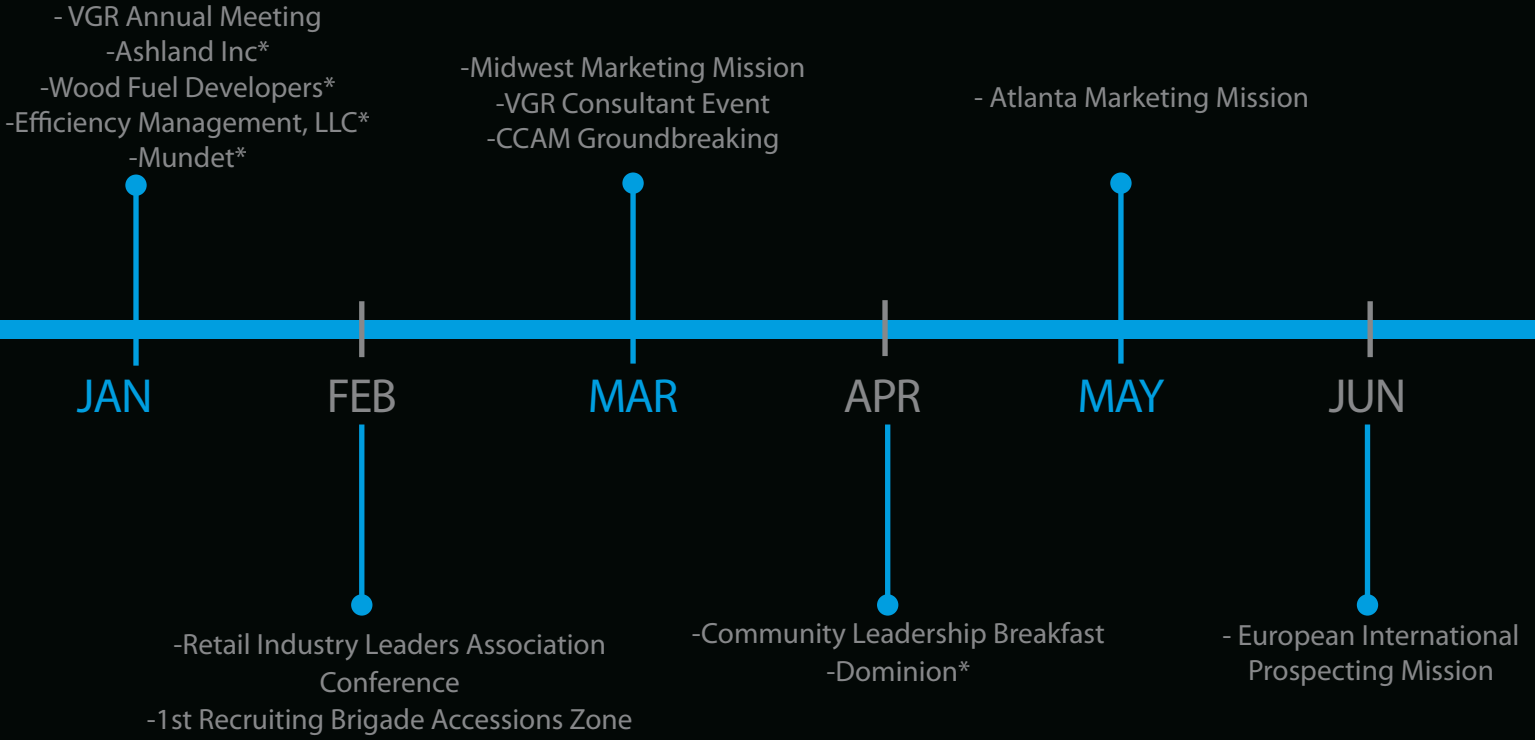 - VGR Annual Meeting
-Ashland Inc*
-Wood Fuel Developers*
-Efficiency Management, LLC*
-Mundet*
-Midwest Marketing Mission
-VGR Consultant Event
-CCAM Groundbreaking
- Atlanta Marketing Mission
JAN
FEB
MAR
APR
MAY
JUN
-Retail Industry Leaders Association
Conference
-1st Recruiting Brigade Accessions Zone
-Community Leadership Breakfast
-Dominion*
- European International
Prospecting Mission